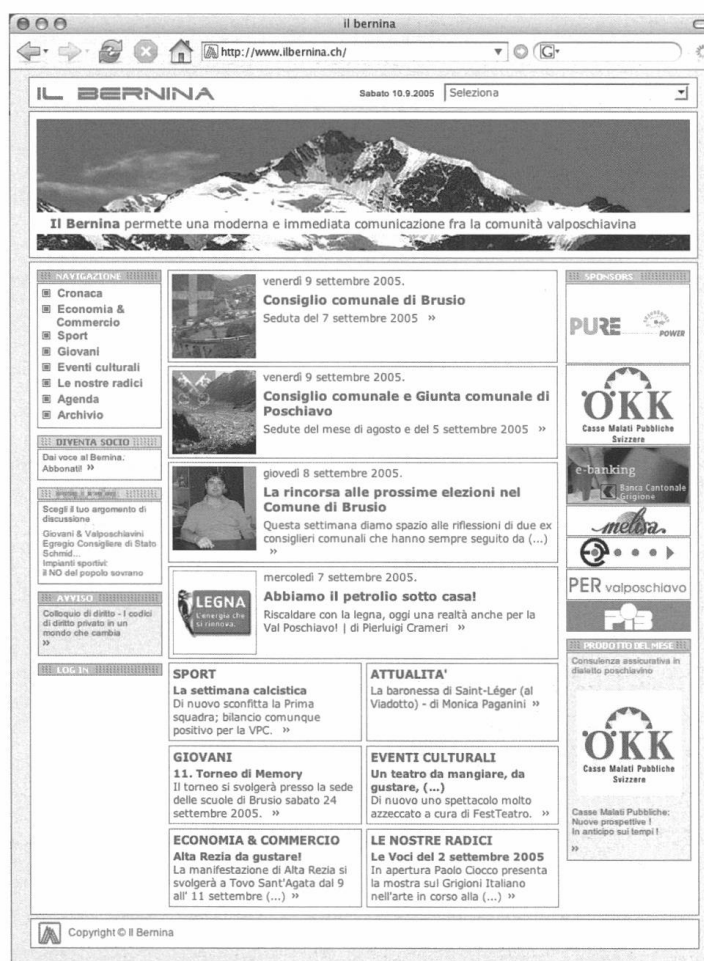 il bernina
http://www.ilbernina.ch/
G
IL BERNINA
Sabato 10.9.2005
Seleziona
Il Bernina permette una moderna e immediata comunicazione fra la comunità valposchiavina
NAVIGAZIONE
Cronaca
Economia &
Commercio
Sport
Giovani
Eventi culturali
Le nostre radici
Agenda
Archivio
DIVENTA SOCIO
Dai voce al Bernina.
Abbonati! »
Scegli il tuo argomento di
discussione
Giovani & Valposchiavini
Egregio Consigliere di Stato
Schmid...
Impianti sportivi:
il NO del popolo sovrano
AVVISO
Colloquio di diritto - I codici
di diritto privato in un
mondo che cambia
»
LOG IN
venerdì 9 settembre 2005.
Consiglio comunale di Brusio
Seduta del 7 settembre 2005 »
venerdì 9 settembre 2005.
Consiglio comunale e Giunta comunale di
Poschiavo
Sedute del mese di agosto e del 5 settembre 2005 »
giovedì 8 settembre 2005.
La rincorsa alle prossime elezioni nel
Comune di Brusio
Questa settimana diamo spazio alle riflessioni di due ex
consiglieri comunali che hanno sempre seguito da (...)
»
LEGNA
L'energia che
si rinnova.
mercoledì 7 settembre 2005.
Abbiamo il petrolio sotto casa!
Riscaldare con la legna, oggi una realtà anche per la
Val Poschiavo! | di Pierluigi Crameri »
SPORT
La settimana calcistica
Di nuovo sconfitta la Prima
squadra; bilancio comunque
positivo per la VPC. »
ATTUALITA'
La baronessa di Saint-Léger (al
Viadotto) - di Monica Paganini »
GIOVANI
11. Torneo di Memory
Il torneo si svolgerà presso la sede
delle scuole di Brusio sabato 24
settembre 2005. »
EVENTI CULTURALI
Un teatro da mangiare, da
gustare, (...)
Di nuovo uno spettacolo molto
azzeccato a cura di FestTeatro. »
ECONOMIA & COMMERCIO
Alta Rezia da gustare!
La manifestazione di Alta Rezia si
svolgerà a Tovo Sant'Agata dal 9
all' 11 settembre (...) »
LE NOSTRE RADICI
Le Voci del 2 settembre 2005
In apertura Paolo Ciocco presenta
la mostra sul Grigioni Italiano
nell'arte in corso alla (...) »
SPONSORS
PURE
POWER
ÖKK
Casse Malati Pubbliche
Svizzere
e-banking
Banca Cantonale
Grigione
melisa
PER valposchiavo
PRODOTTO DEL MESE
Consulenza assicurativa in
dialetto poschiavino
ÖKK
Casse Malati Pubbliche
Svizzere
Casse Malati Pubbliche:
Nuove prospettive !
In anticipo sui tempi !
»
Copyright © Il Bernina